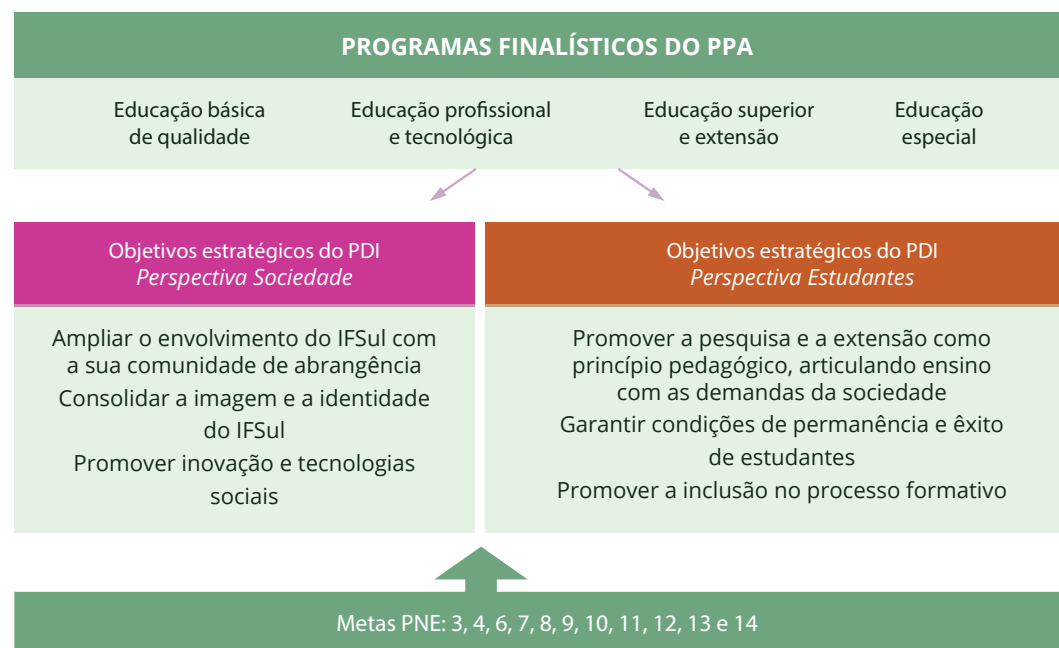 PROGRAMAS FINALÍSTICOS DO PPA
Educação básica
de qualidade
Educação profissional
e tecnológica
Educação superior
e extensão
Educação
especial
Objetivos estratégicos do PDI
Perspectiva Sociedade
Ampliar o envolvimento do IFSul com
a sua comunidade de abrangência
Consolidar a imagem e a identidade
do IFSul
Promover inovação e tecnologias
sociais
Objetivos estratégicos do PDI
Perspectiva Estudantes
Promover a pesquisa e a extensão como
princípio pedagógico, articulando ensino
com as demandas da sociedade
Garantir condições de permanência e êxito
de estudantes
Promover a inclusão no processo formativo
Metas PNE: 3, 4, 6, 7, 8, 9, 10, 11, 12, 13 e 14